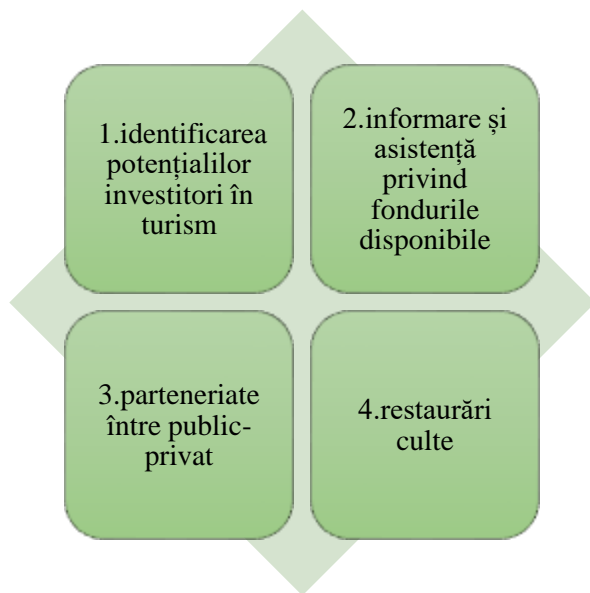 1.identificarea
potențialilor
investitori în
turism
2.informare și
asistență
privind
fondurile
disponibile
3.parteneriate
între public-
privat
4.restaurări
culte